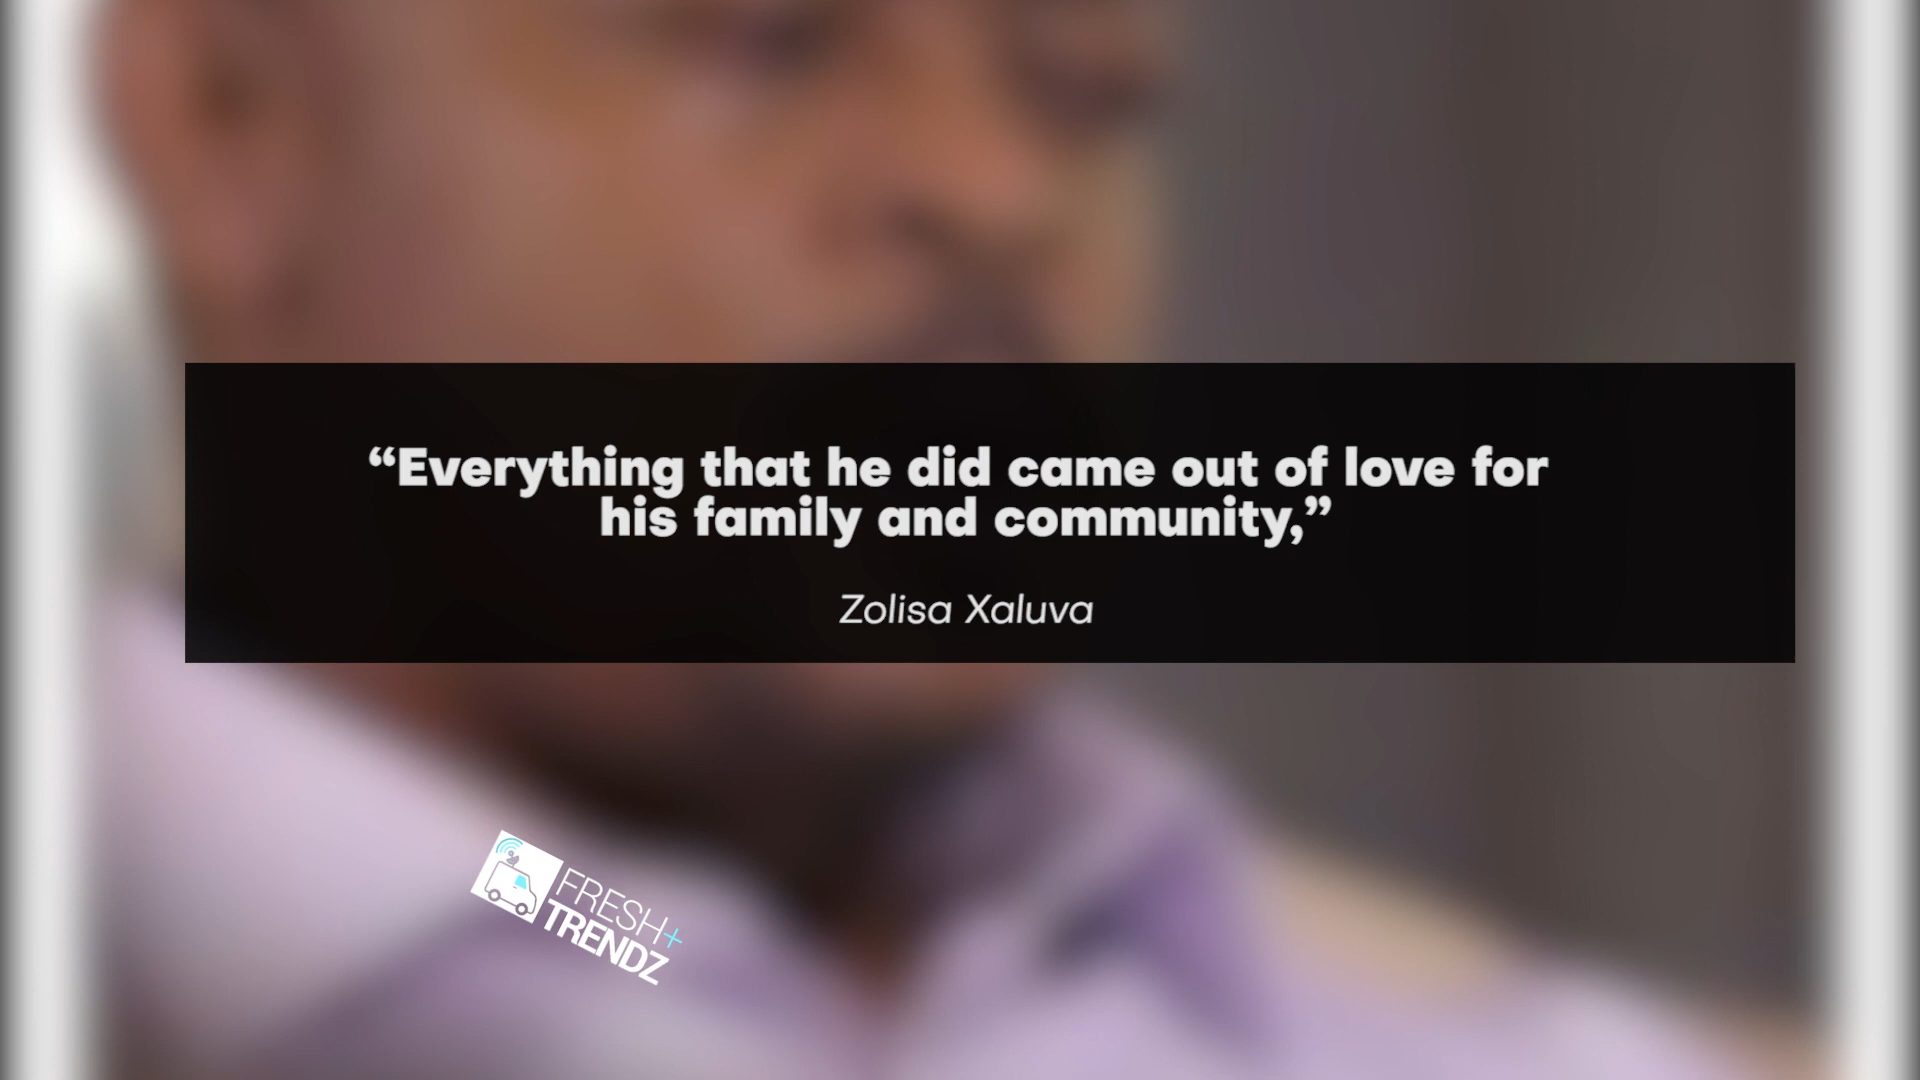 “Everything that he did came out of love for
his family and community,”
Zolisa Xaluva
FRESH+
TRENDZ